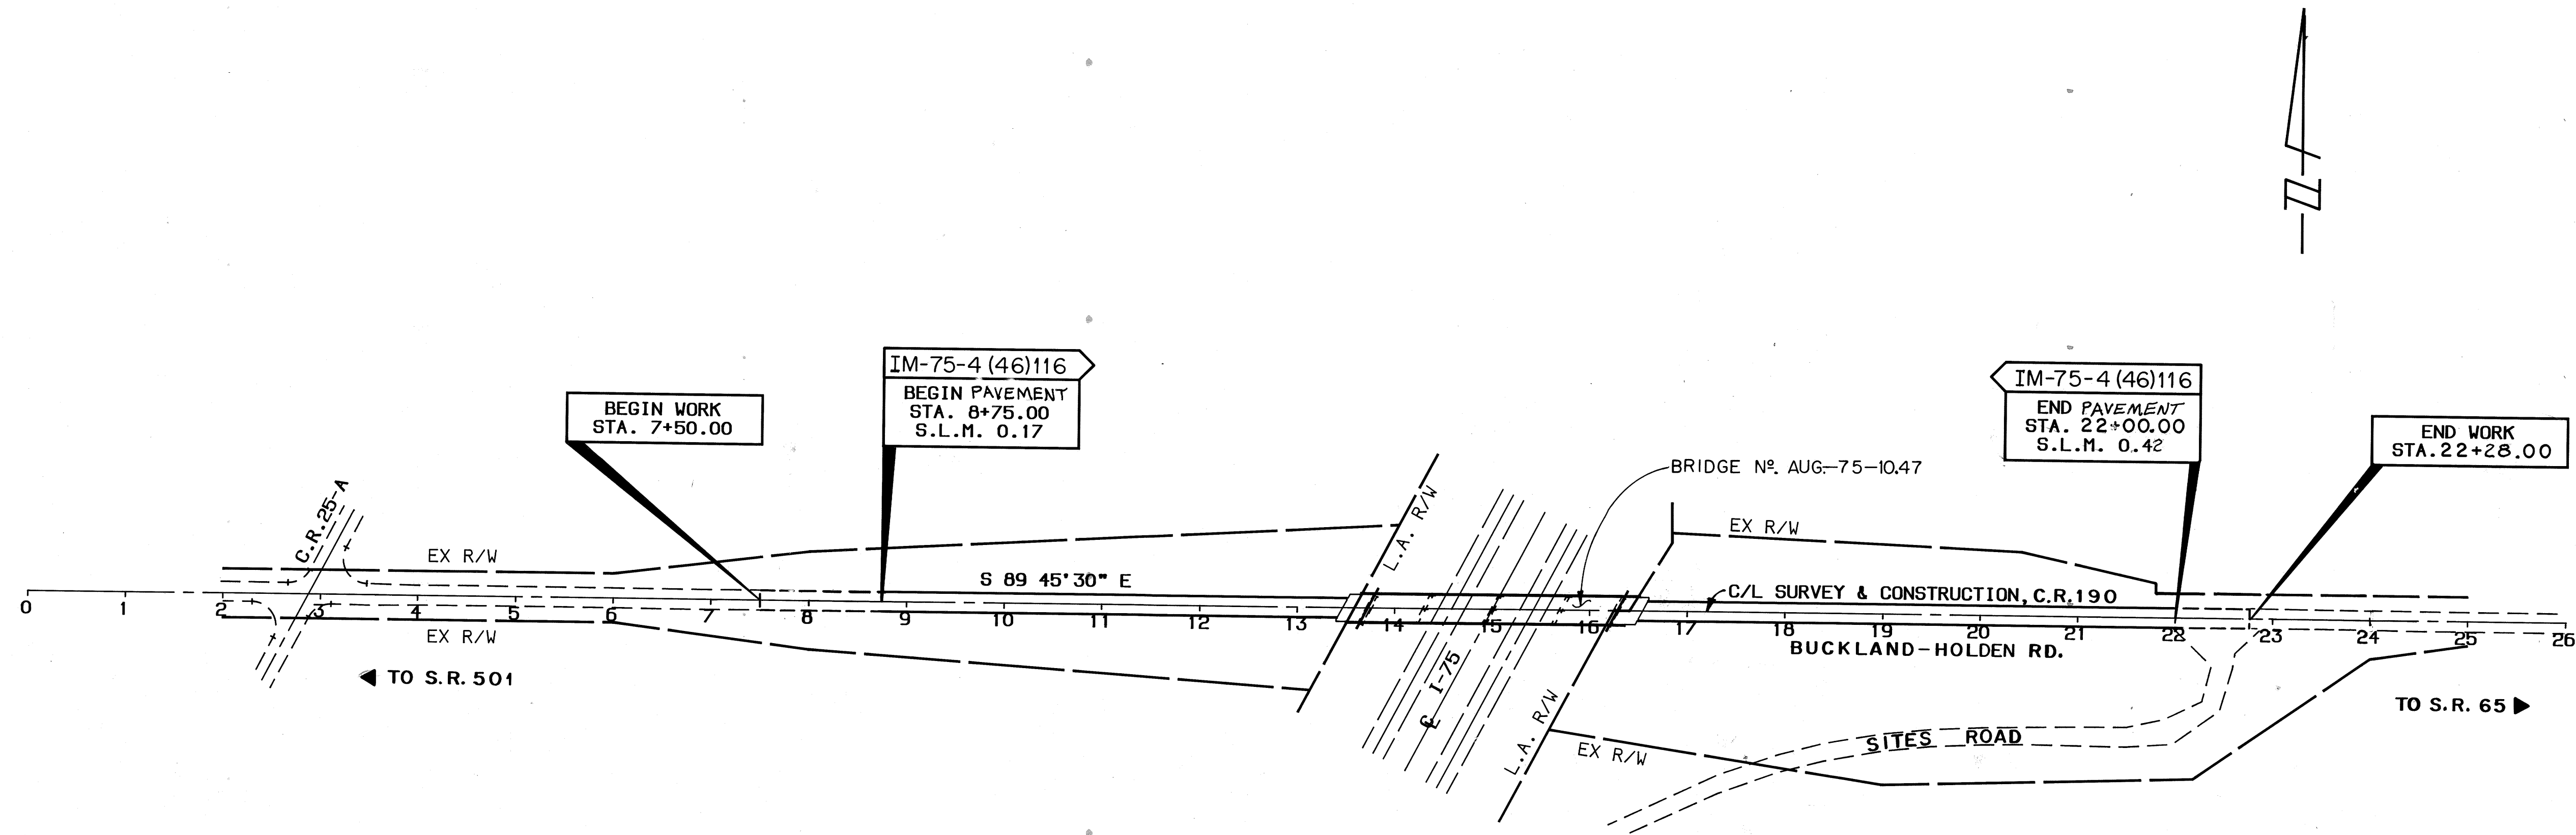 IM-75-4 (46)116
BEGIN PAVEMENT
STA. 8+75.00
S.L.M. 0.17
IM-75-4 (46)116
END PAVEMENT
STA. 22+00.00
S.L.M. 0.42
BEGIN WORK
STA. 7+50.00
END WORK
STA. 22+28.00
BRIDGE Nº. AUG.-75-10.47
C.R. 25-A
L.A. R/W
EX R/W
EX R/W
S 89 45'30" E
C/L SURVEY & CONSTRUCTION, C.R. 190
0 1 2 3 4 5 6 7 8 9 10 11 12 13 14 15 16 17 18 19 20 21 22 23 24 25 26
EX R/W
BUCKLAND-HOLDEN RD.
◀ TO S.R. 501
℄ I-75
L.A. R/W
EX R/W
SITES ROAD
TO S.R. 65 ▶
N